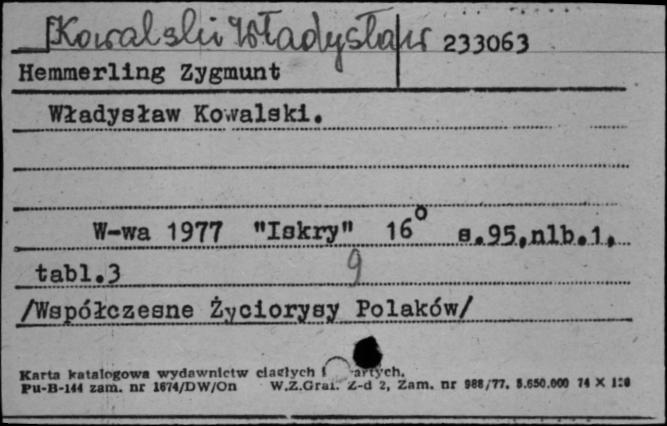 [Kowalski Władysław 233063
Hemmerling Zygmunt
Władysław Kowalski.
W-wa 1977 "Iskry" 16° s.95,nlb.1,
tabl.3 9
/Współczesne Życiorysy Polaków/
Karta katalogowa wydawnictw ciągłych i artych.
Pu-B-144 zam. nr 1674/DW/On W.Z.Graf. Z-d 2, Zam. nr 988/77. 5.650.000 74 X 1